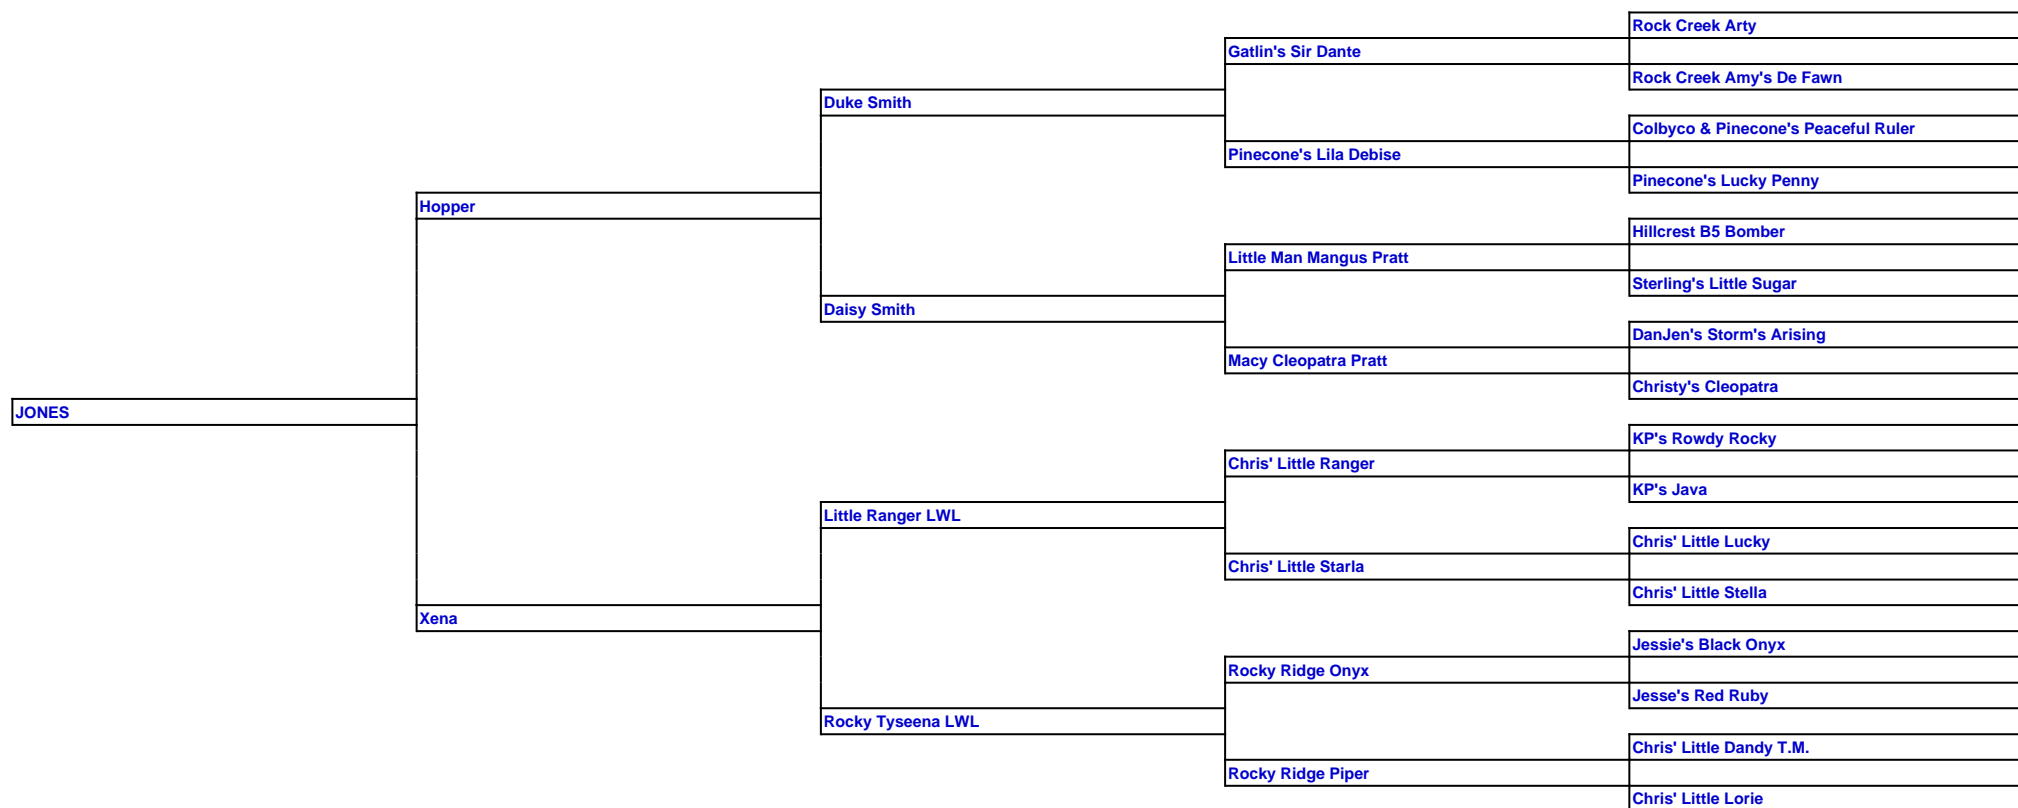 Rock Creek Arty
Gatlin's Sir Dante
Rock Creek Amy's De Fawn
Duke Smith
Colbyco & Pinecone's Peaceful Ruler
Pinecone's Lila Debise
Pinecone's Lucky Penny
Hopper
Hillcrest B5 Bomber
Little Man Mangus Pratt
Sterling's Little Sugar
Daisy Smith
DanJen's Storm's Arising
Macy Cleopatra Pratt
Christy's Cleopatra
JONES
KP's Rowdy Rocky
Chris' Little Ranger
KP's Java
Little Ranger LWL
Chris' Little Lucky
Chris' Little Starla
Chris' Little Stella
Xena
Jessie's Black Onyx
Rocky Ridge Onyx
Jesse's Red Ruby
Rocky Tyseena LWL
Chris' Little Dandy T.M.
Rocky Ridge Piper
Chris' Little Lorie